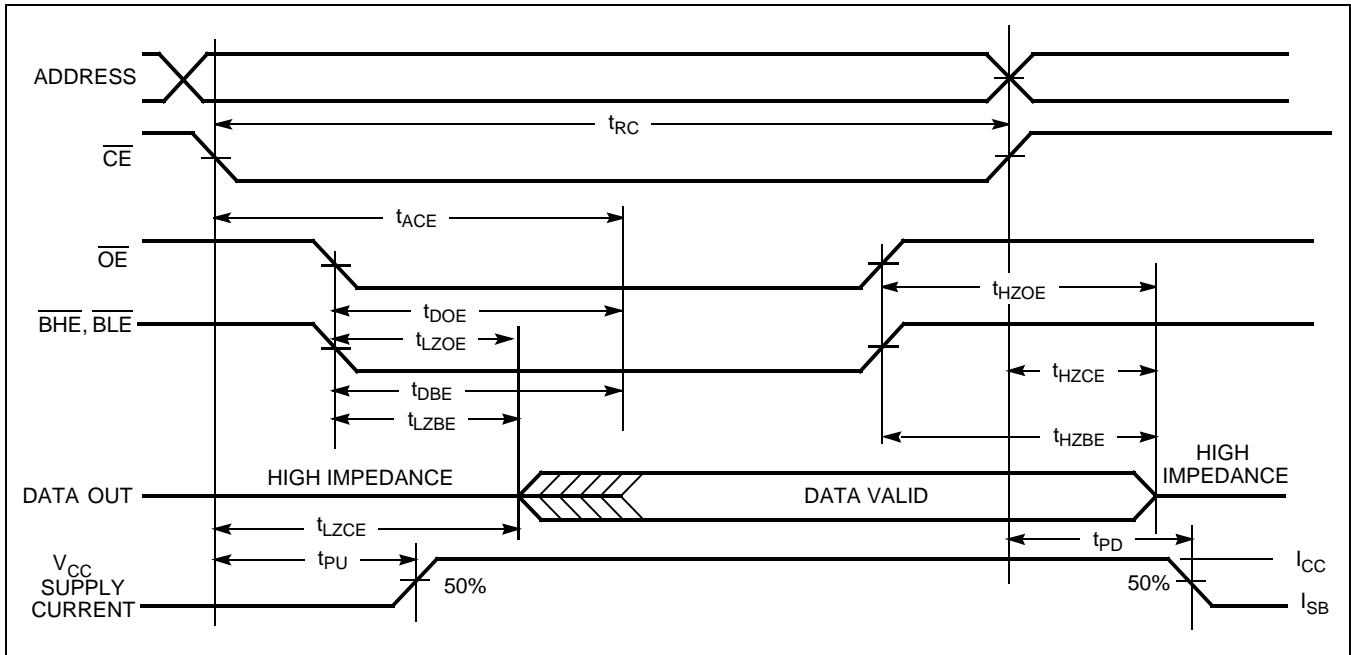 ADDRESS
tRC
CE
tACE
OE
tHZOE
tDOE
BHE, BLE
tLZOE
tHZCE
tDBE
tLZBE
tHZBE
HIGH IMPEDANCE
HIGH
IMPEDANCE
DATA OUT
DATA VALID
tLZCE
tPU
tPD
VCC
SUPPLY
CURRENT
50%
50%
ICC
ISB